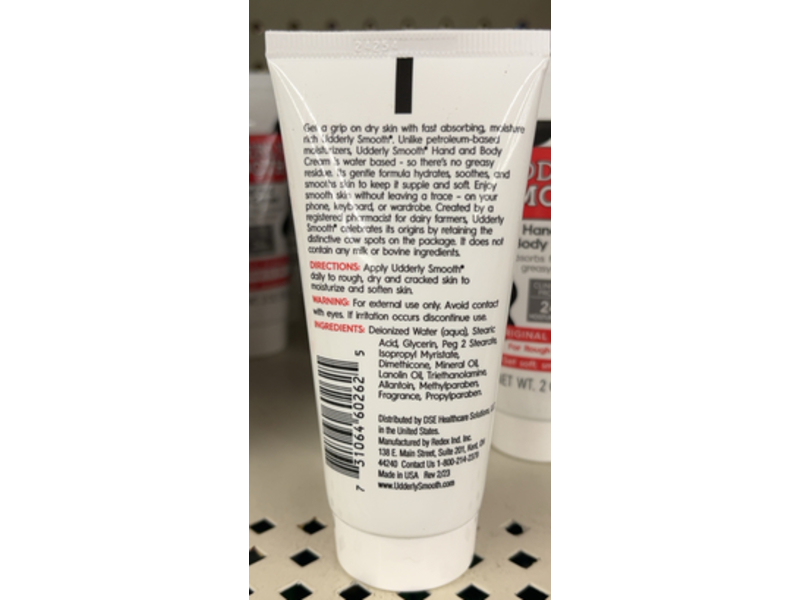 Get a grip on dry skin with fast absorbing, moisture
rich Udderly Smooth®. Unlike petroleum-based
moisturizers, Udderly Smooth® Hand and Body
Cream is water based - so there's no greasy
residue. Its gentle formula hydrates, soothes, and
smooths skin to keep it supple and soft. Enjoy
smooth skin without leaving a trace - on your
phone, keyboard, or wardrobe. Created by a
registered pharmacist for dairy farmers, Udderly
Smooth® celebrates its origins by retaining the
distinctive cow spots on the package. It does not
contain any milk or bovine ingredients.
DIRECTIONS: Apply Udderly Smooth®
daily to rough, dry and cracked skin to
moisturize and soften skin.
WARNING: For external use only. Avoid contact
with eyes. If irritation occurs discontinue use.
INGREDIENTS: Deionized Water (aqua), Stearic
Acid, Glycerin, Peg 2 Stearate,
Isopropyl Myristate,
Dimethicone, Mineral Oil,
Lanolin Oil, Triethanolamine,
Allantoin, Methylparaben,
Fragrance, Propylparaben.
Distributed by DSE Healthcare Solutions, LLC
in the United States.
Manufactured by Redex Ind. Inc.
138 E. Main Street, Suite 201, Kent, OH
44240 Contact Us 1-800-214-2379
Made in USA Rev 2/23
www.UdderlySmooth.com
7 31064 60262 5
Hand
ody
greasy
For Rough
ET WT. 2